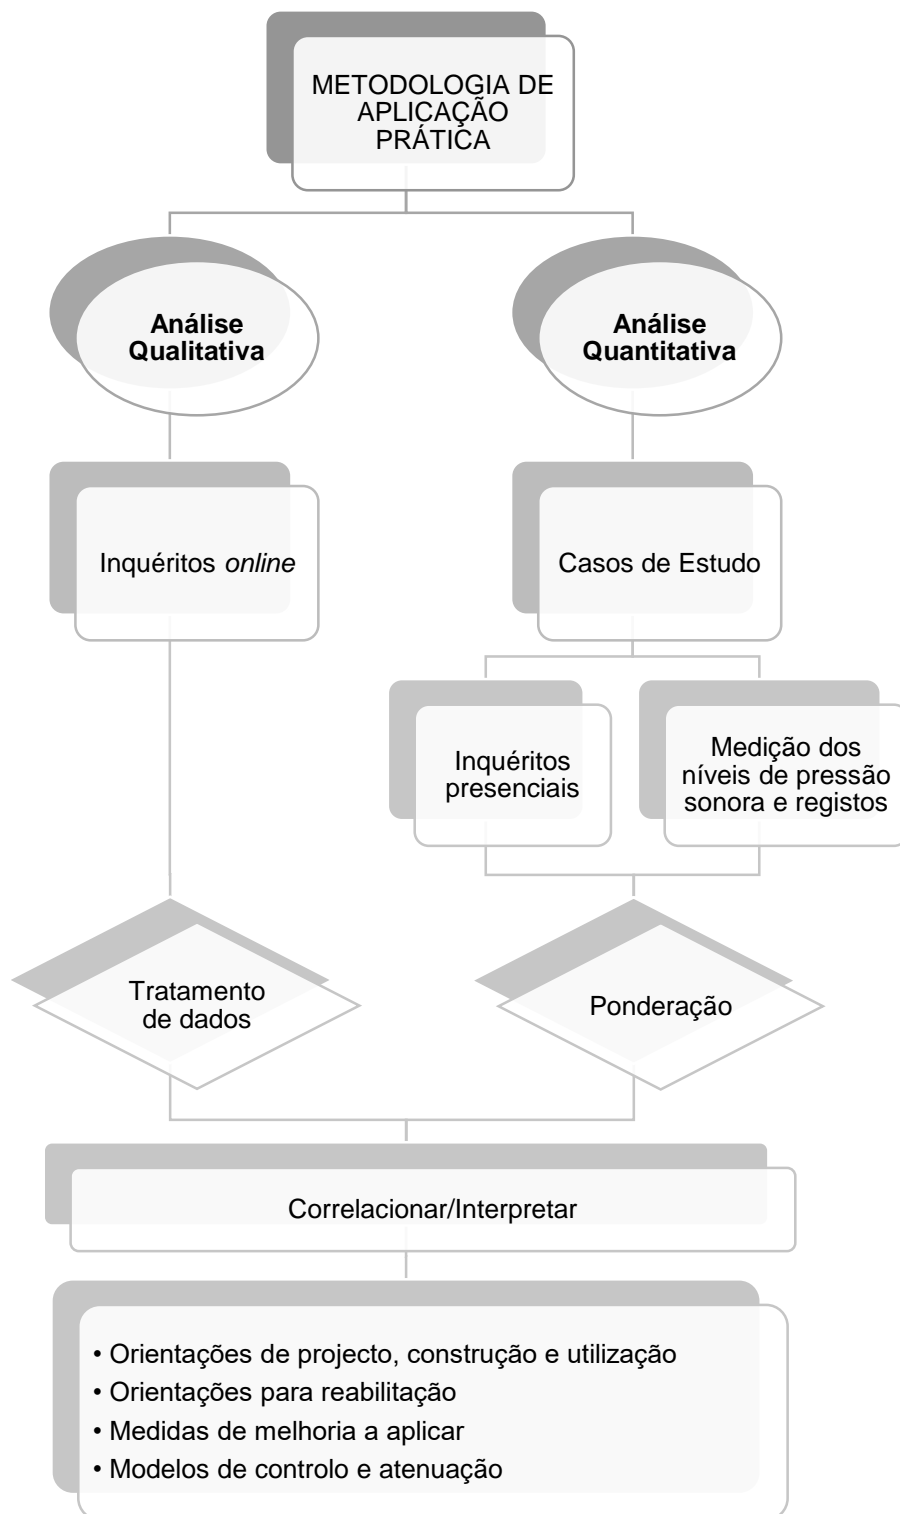 METODOLOGIA DE
APLICAÇÃO
PRÁTICA
Análise
Qualitativa
Análise
Quantitativa
Inquéritos online
Casos de Estudo
Inquéritos
presenciais
Medição dos
níveis de pressão
sonora e registos
Tratamento
de dados
Ponderação
Correlacionar/Interpretar
• Orientações de projecto, construção e utilização
• Orientações para reabilitação
• Medidas de melhoria a aplicar
• Modelos de controlo e atenuação